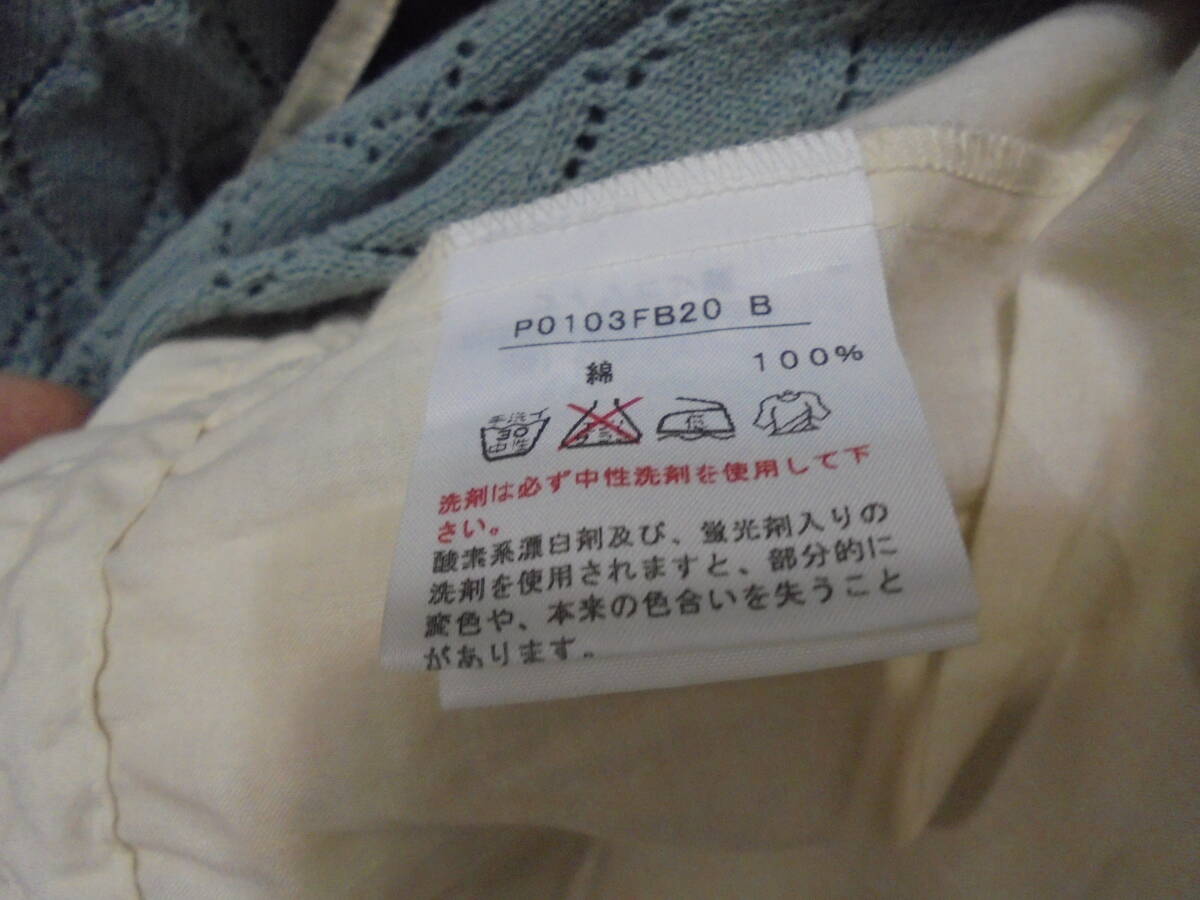 P0103FB20 B
綿 100%
手洗イ
30
中性
低
洗剤は必ず中性洗剤を使用して下
さい。
酸素系漂白剤及び、蛍光剤入りの
洗剤を使用されますと、部分的に
変色や、本来の色合いを失うこと
があります。